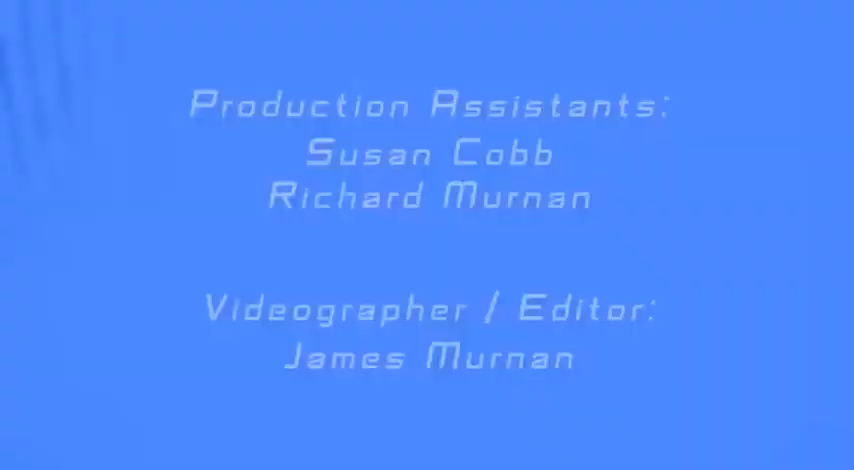 Production Assistants:
Susan Cobb
Richard Murnan
Videographer / Editor:
James Murnan